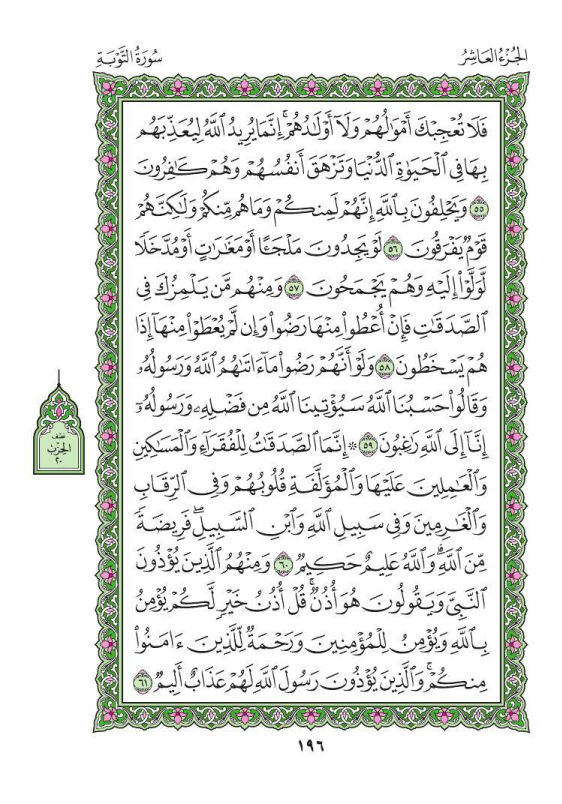 الجُزْءُ العَاشِرُ
سُورَةُ التَّوْبَةِ
فَلَا تُعْجِبْكَ أَمْوَٰلُهُمْ وَلَآ أَوْلَٰدُهُمْ ۚ إِنَّمَا يُرِيدُ ٱللَّهُ لِيُعَذِّبَهُم
بِهَا فِى ٱلْحَيَوٰةِ ٱلدُّنْيَا وَتَزْهَقَ أَنفُسُهُمْ وَهُمْ كَٰفِرُونَ
٥٥ وَيَحْلِفُونَ بِٱللَّهِ إِنَّهُمْ لَمِنكُمْ وَمَا هُم مِّنكُمْ وَلَٰكِنَّهُمْ
قَوْمٌ يَفْرَقُونَ ٥٦ لَوْ يَجِدُونَ مَلْجَـًٔا أَوْ مَغَٰرَٰتٍ أَوْ مُدَّخَلًا
لَّوَلَّوْا۟ إِلَيْهِ وَهُمْ يَجْمَحُونَ ٥٧ وَمِنْهُم مَّن يَلْمِزُكَ فِى
ٱلصَّدَقَٰتِ فَإِنْ أُعْطُوا۟ مِنْهَا رَضُوا۟ وَإِن لَّمْ يُعْطَوْا۟ مِنْهَآ إِذَا
هُمْ يَسْخَطُونَ ٥٨ وَلَوْ أَنَّهُمْ رَضُوا۟ مَآ ءَاتَىٰهُمُ ٱللَّهُ وَرَسُولُهُۥ
وَقَالُوا۟ حَسْبُنَا ٱللَّهُ سَيُؤْتِينَا ٱللَّهُ مِن فَضْلِهِۦ وَرَسُولُهُۥٓ
إِنَّآ إِلَى ٱللَّهِ رَٰغِبُونَ ٥٩ ۞ إِنَّمَا ٱلصَّدَقَٰتُ لِلْفُقَرَآءِ وَٱلْمَسَٰكِينِ
وَٱلْعَٰمِلِينَ عَلَيْهَا وَٱلْمُؤَلَّفَةِ قُلُوبُهُمْ وَفِى ٱلرِّقَابِ
وَٱلْغَٰرِمِينَ وَفِى سَبِيلِ ٱللَّهِ وَٱبْنِ ٱلسَّبِيلِ ۖ فَرِيضَةً
مِّنَ ٱللَّهِ ۗ وَٱللَّهُ عَلِيمٌ حَكِيمٌ ٦٠ وَمِنْهُمُ ٱلَّذِينَ يُؤْذُونَ
ٱلنَّبِىَّ وَيَقُولُونَ هُوَ أُذُنٌ ۚ قُلْ أُذُنُ خَيْرٍ لَّكُمْ يُؤْمِنُ
بِٱللَّهِ وَيُؤْمِنُ لِلْمُؤْمِنِينَ وَرَحْمَةٌ لِّلَّذِينَ ءَامَنُوا۟
مِنكُمْ ۚ وَٱلَّذِينَ يُؤْذُونَ رَسُولَ ٱللَّهِ لَهُمْ عَذَابٌ أَلِيمٌ ٦١
نصف
الحزب
٢٠
١٩٦